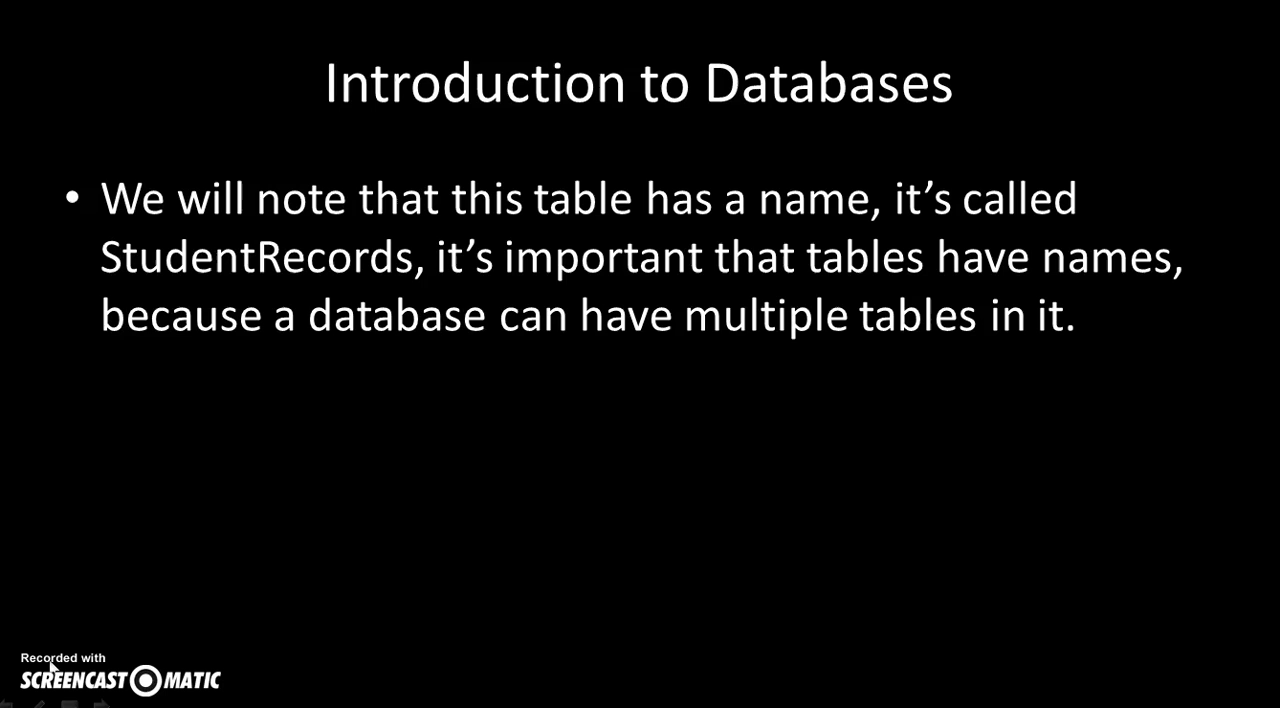 Introduction to Databases
• We will note that this table has a name, it’s called
StudentRecords, it’s important that tables have names,
because a database can have multiple tables in it.
Recorded with
SCREENCAST MATIC